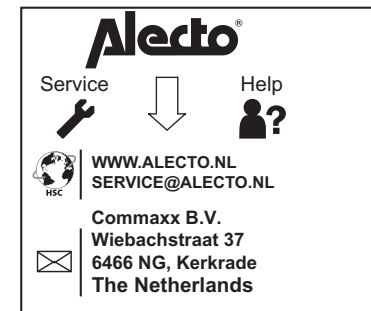 Alecto®
Service Help
?
HSC
WWW.ALECTO.NL
SERVICE@ALECTO.NL
Commaxx B.V.
Wiebachstraat 37
6466 NG, Kerkrade
The Netherlands